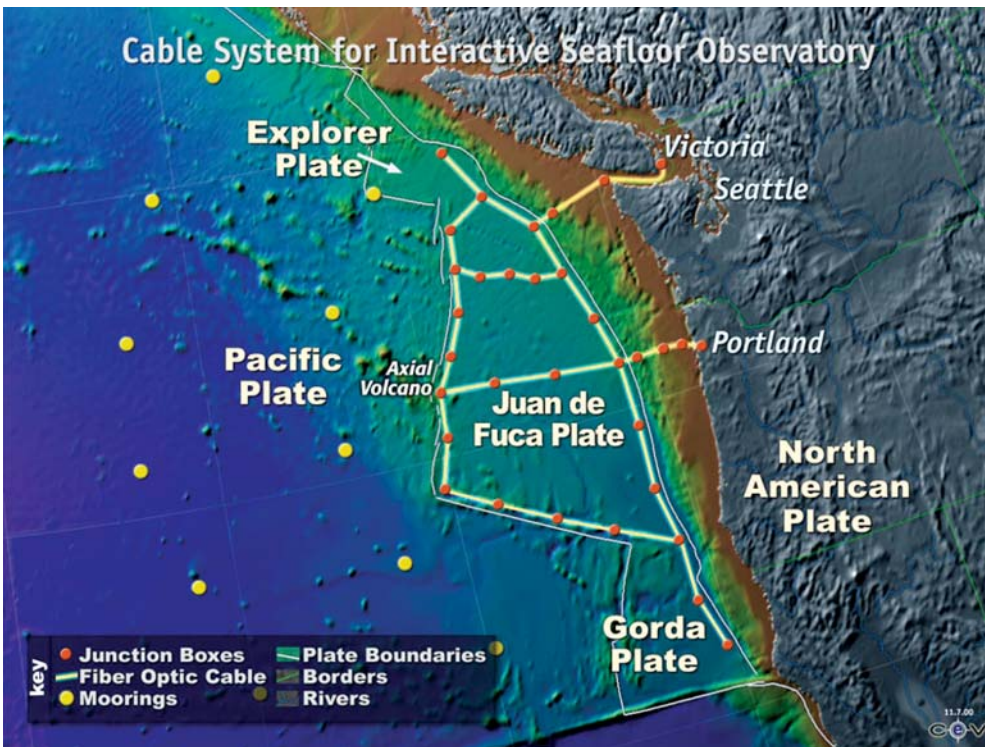 Cable System for Interactive Seafloor Observatory
Explorer
Plate
Victoria
Seattle
Pacific
Plate
Axial
Volcano
Portland
Juan de
Fuca Plate
North
American
Plate
Gorda
Plate
key
Junction Boxes
Fiber Optic Cable
Moorings
Plate Boundaries
Borders
Rivers
11.7.00
CeV